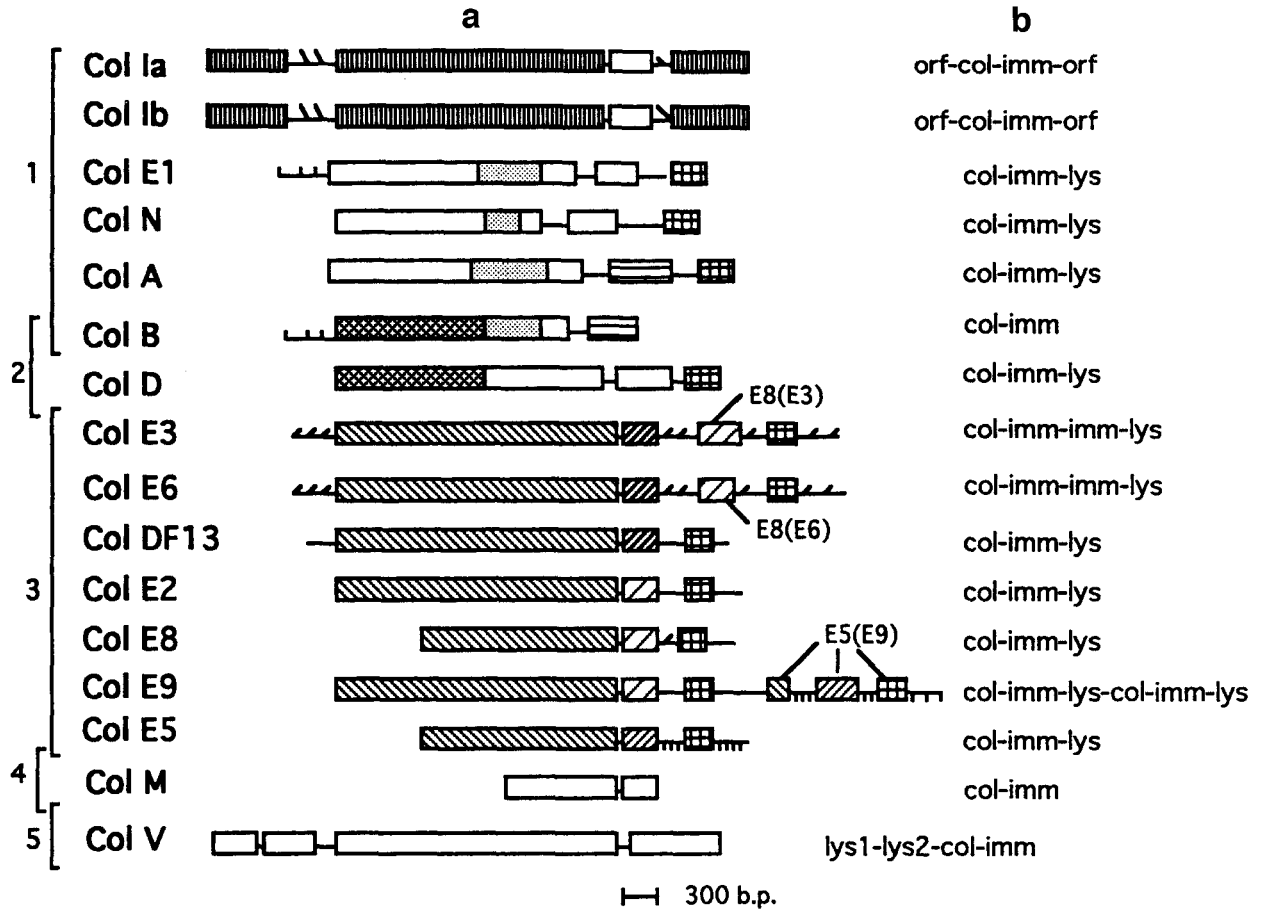 a b
Col Ia orf-col-imm-orf
Col Ib orf-col-imm-orf
1 Col E1 col-imm-lys
Col N col-imm-lys
Col A col-imm-lys
Col B col-imm
2 Col D col-imm-lys
E8(E3)
Col E3 col-imm-imm-lys
Col E6 col-imm-imm-lys
E8(E6)
Col DF13 col-imm-lys
3 Col E2 col-imm-lys
Col E8 E5(E9) col-imm-lys
Col E9 col-imm-lys-col-imm-lys
Col E5 col-imm-lys
4 Col M col-imm
5 Col V lys1-lys2-col-imm
300 b.p.